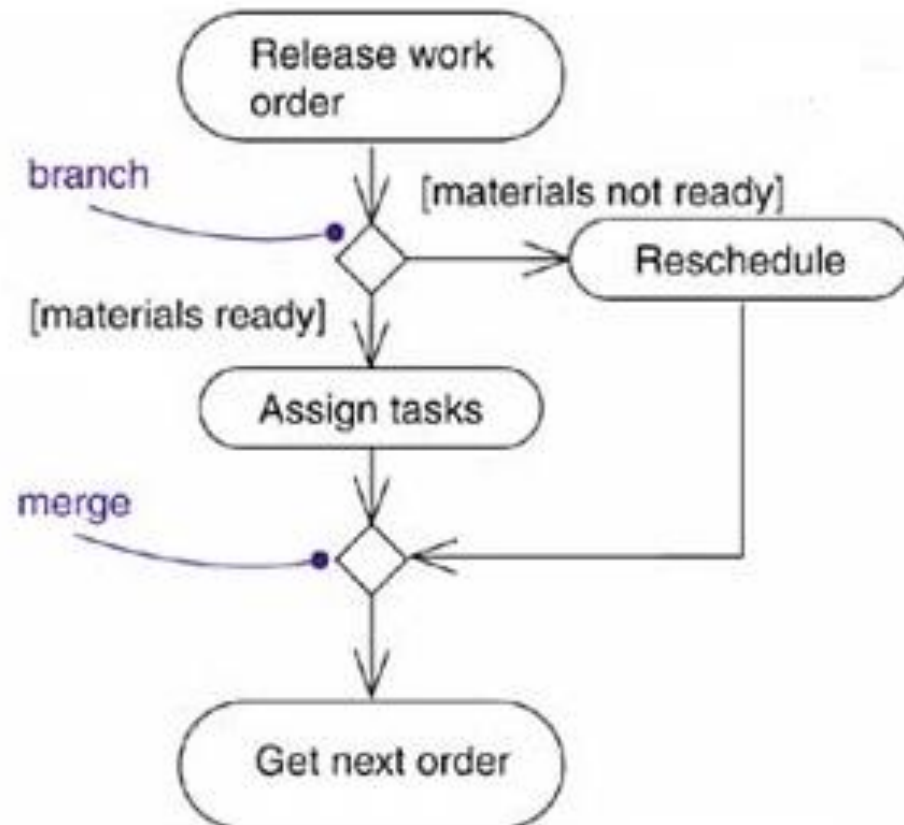 Release work
order
branch
[materials not ready]
Reschedule
[materials ready]
Assign tasks
merge
Get next order